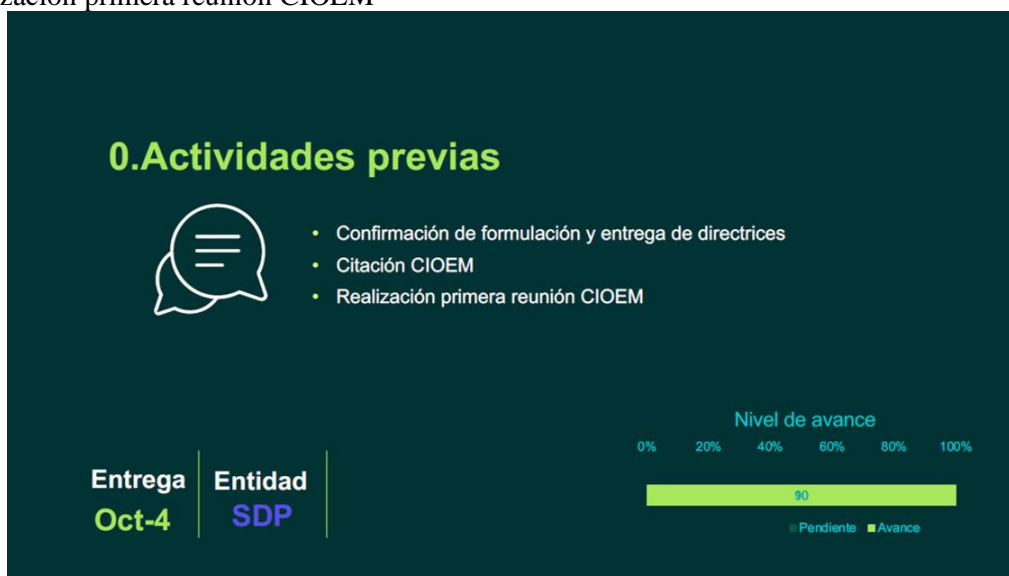 zación primera reunión CIOEM
0.Actividades previas
• Confirmación de formulación y entrega de directrices
• Citación CIOEM
• Realización primera reunión CIOEM
Nivel de avance
0% 20% 40% 60% 80% 100%
90
Pendiente Avance
Entrega Entidad
Oct-4 SDP